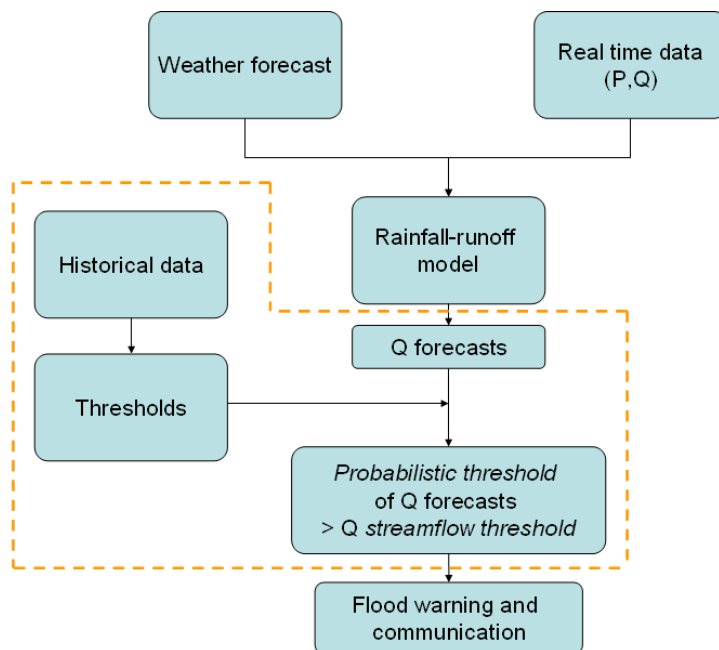 Weather forecast
Real time data
(P,Q)
Rainfall-runoff
model
Historical data
Q forecasts
Thresholds
Probabilistic threshold
of Q forecasts
> Q streamflow threshold
Flood warning and
communication